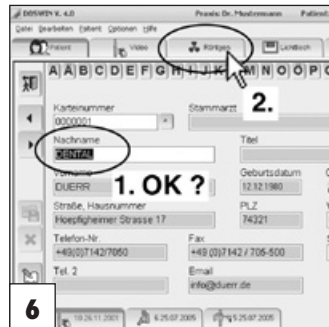 DBSWIN V. 4.0 Praxis: Dr. Mustermann Patient
Datei Bearbeiten Patient Optionen Hilfe
Patient Video Röntgen Lichttisch
A Ä B C D E F G H I J K L M N O Ö P
2.
Karteinummer Stammarzt
0000001
Nachname Titel
DENTAL
Vorname Geburtsdatum
DUERR 12.12.1980
1. OK ?
Straße, Hausnummer PLZ
Hoepfigheimer Strasse 17 74321
Telefon-Nr. Fax
+49(0)7142/7050 +49 (0)7142 / 705-500
Tel. 2 Email
info@duerr.de
6
18 26.11.2001 6 25.07.2005 5 25.07.2005